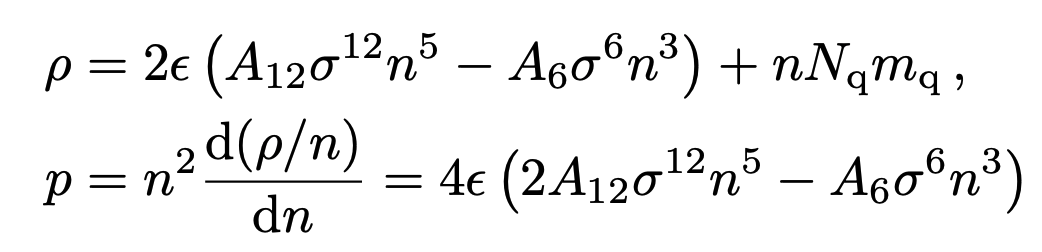 ρ = 2ϵ (A₁₂σ¹²n⁵ − A₆σ⁶n³) + nN_q m_q ,
p = n² d(ρ/n)/dn = 4ϵ (2A₁₂σ¹²n⁵ − A₆σ⁶n³)